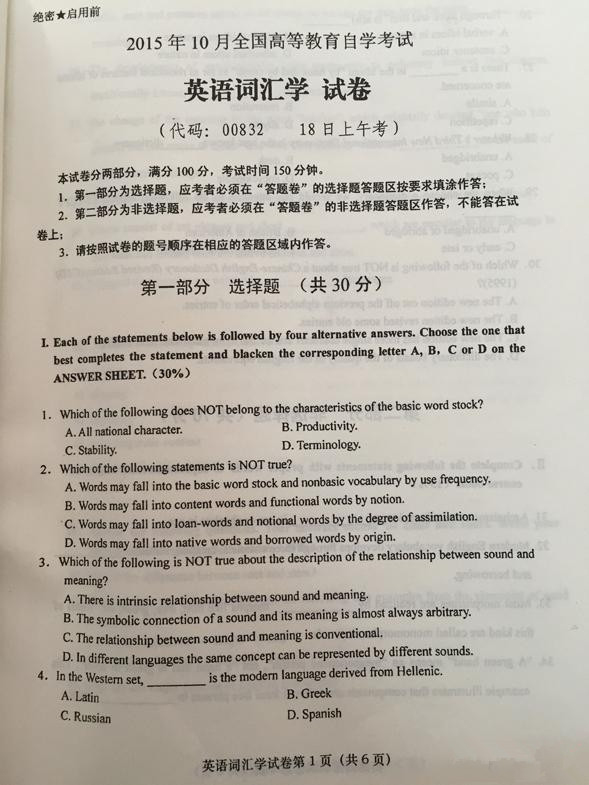 绝密★启用前
2015 年 10 月全国高等教育自学考试
英语词汇学 试卷
（代码：00832 18 日上午考）
本试卷分两部分，满分 100 分，考试时间 150 分钟。
1．第一部分为选择题，应考者必须在“答题卷”的选择题答题区按要求填涂作答；
2．第二部分为非选择题，应考者必须在“答题卷”的非选择题答题区作答，不能答在试
卷上；
3．请按照试卷的题号顺序在相应的答题区域内作答。
第一部分 选择题 （共 30 分）
I. Each of the statements below is followed by four alternative answers. Choose the one that
best completes the statement and blacken the corresponding letter A, B, C or D on the
ANSWER SHEET.（30%）
1．Which of the following does NOT belong to the characteristics of the basic word stock?
A. All national character. B. Productivity.
C. Stability. D. Terminology.
2．Which of the following statements is NOT true?
A. Words may fall into the basic word stock and nonbasic vocabulary by use frequency.
B. Words may fall into content words and functional words by notion.
C. Words may fall into loan-words and notional words by the degree of assimilation.
D. Words may fall into native words and borrowed words by origin.
3．Which of the following is NOT true about the description of the relationship between sound and
meaning?
A. There is intrinsic relationship between sound and meaning.
B. The symbolic connection of a sound and its meaning is almost always arbitrary.
C. The relationship between sound and meaning is conventional.
D. In different languages the same concept can be represented by different sounds.
4．In the Western set, ________ is the modern language derived from Hellenic.
A. Latin B. Greek
C. Russian D. Spanish
英语词汇学试卷第 1 页（共 6 页）